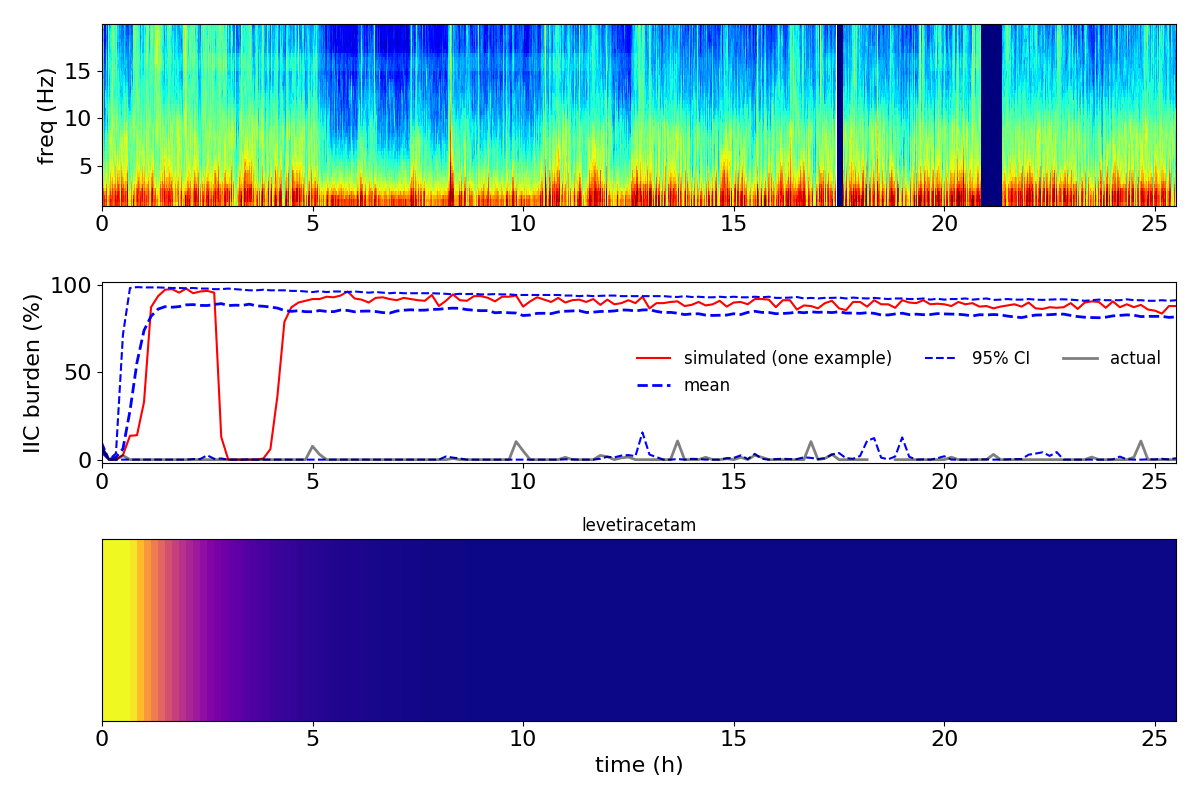 freq (Hz)
15
10
5
0 5 10 15 20 25
IIC burden (%)
100
50
0
simulated (one example) 95% CI actual
mean
0 5 10 15 20 25
levetiracetam
0 5 10 15 20 25
time (h)